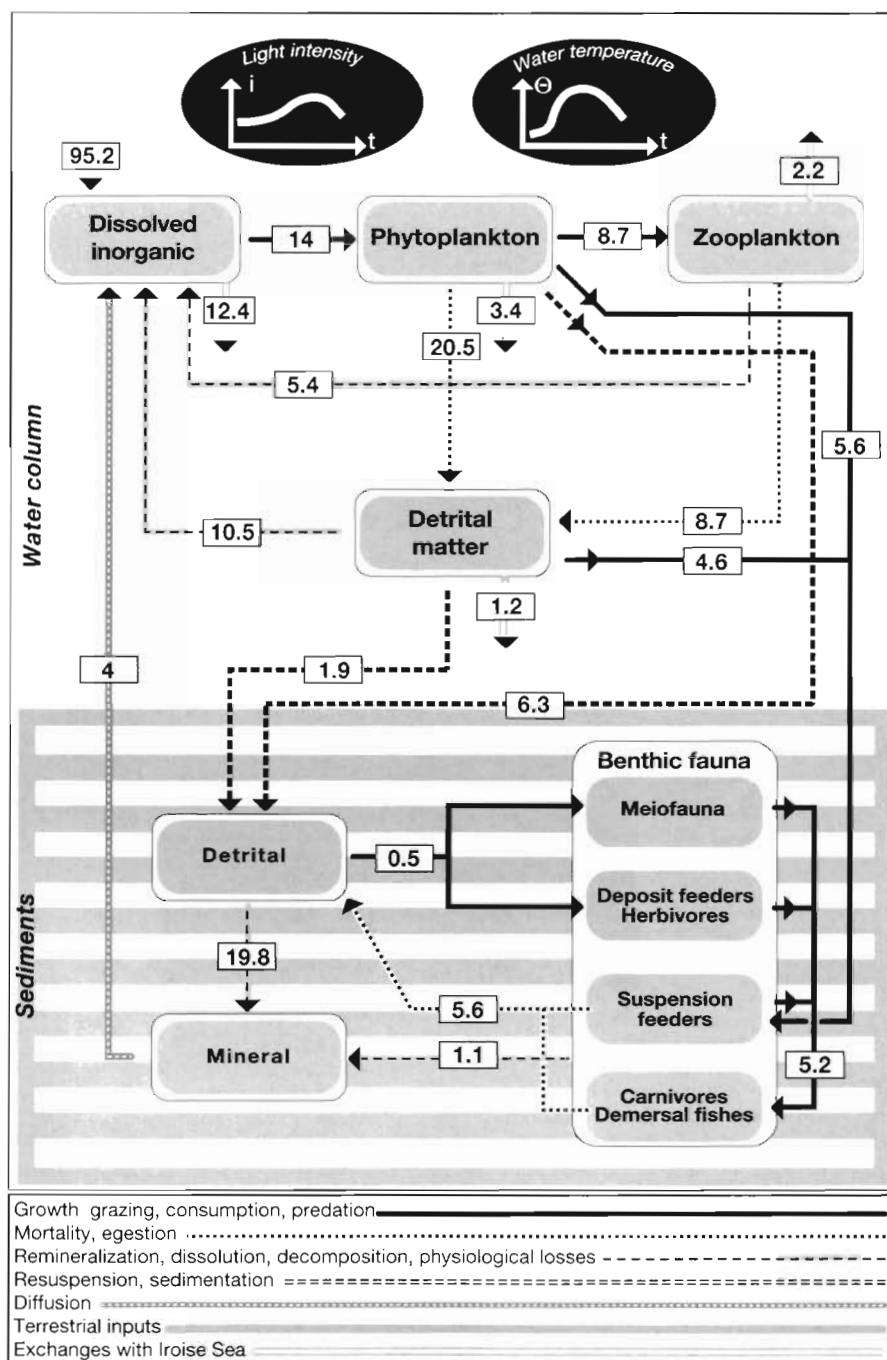 Light intensity
i
t
Water temperature
Θ
t
95.2
2.2
Dissolved
inorganic
14
Phytoplankton
8.7
Zooplankton
12.4
3.4
20.5
5.4
5.6
Water column
Detrital
matter
10.5
8.7
4.6
1.2
4
1.9
6.3
Sediments
Benthic fauna
Meiofauna
Detrital
0.5
Deposit feeders
Herbivores
19.8
5.6
Suspension
feeders
Mineral
1.1
5.2
Carnivores
Demersal fishes
Growth grazing, consumption, predation
Mortality, egestion
Remineralization, dissolution, decomposition, physiological losses
Resuspension, sedimentation
Diffusion
Terrestrial inputs
Exchanges with Iroise Sea